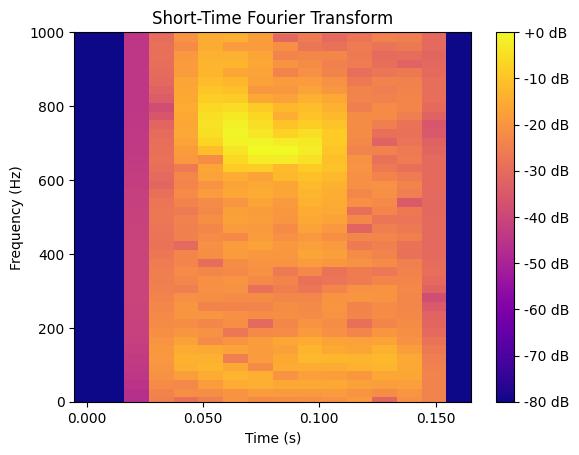 Short-Time Fourier Transform
Frequency (Hz)
1000
800
600
400
200
0
0.000
0.050
0.100
0.150
Time (s)
+0 dB
-10 dB
-20 dB
-30 dB
-40 dB
-50 dB
-60 dB
-70 dB
-80 dB